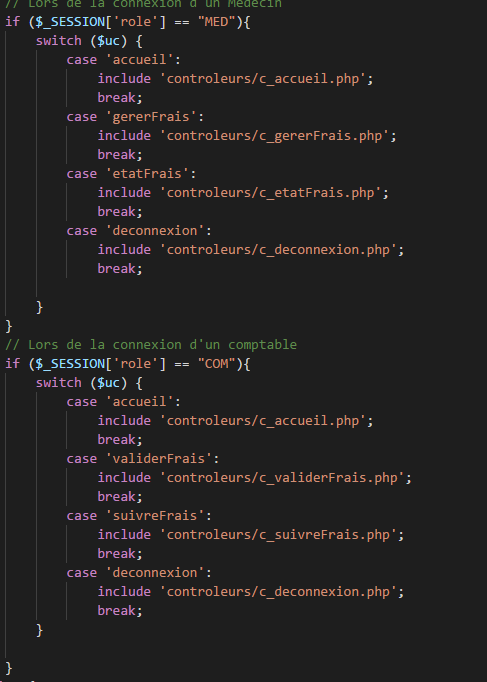 // Lors de la connexion d'un Medecin
if ($_SESSION['role'] == "MED"){
switch ($uc) {
case 'accueil':
include 'controleurs/c_accueil.php';
break;
case 'gererFrais':
include 'controleurs/c_gererFrais.php';
break;
case 'etatFrais':
include 'controleurs/c_etatFrais.php';
break;
case 'deconnexion':
include 'controleurs/c_deconnexion.php';
break;
}
}
// Lors de la connexion d'un comptable
if ($_SESSION['role'] == "COM"){
switch ($uc) {
case 'accueil':
include 'controleurs/c_accueil.php';
break;
case 'validerFrais':
include 'controleurs/c_validerFrais.php';
break;
case 'suivreFrais':
include 'controleurs/c_suivreFrais.php';
break;
case 'deconnexion':
include 'controleurs/c_deconnexion.php';
break;
}
}